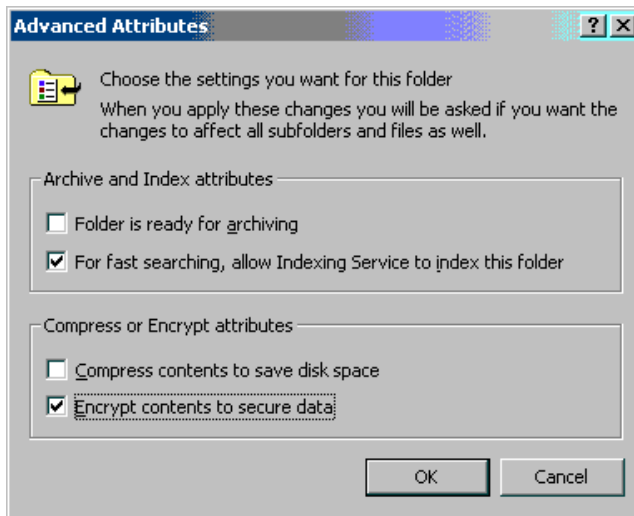 Advanced Attributes
Choose the settings you want for this folder
When you apply these changes you will be asked if you want the
changes to affect all subfolders and files as well.
Archive and Index attributes
Folder is ready for archiving
For fast searching, allow Indexing Service to index this folder
Compress or Encrypt attributes
Compress contents to save disk space
Encrypt contents to secure data
OK Cancel